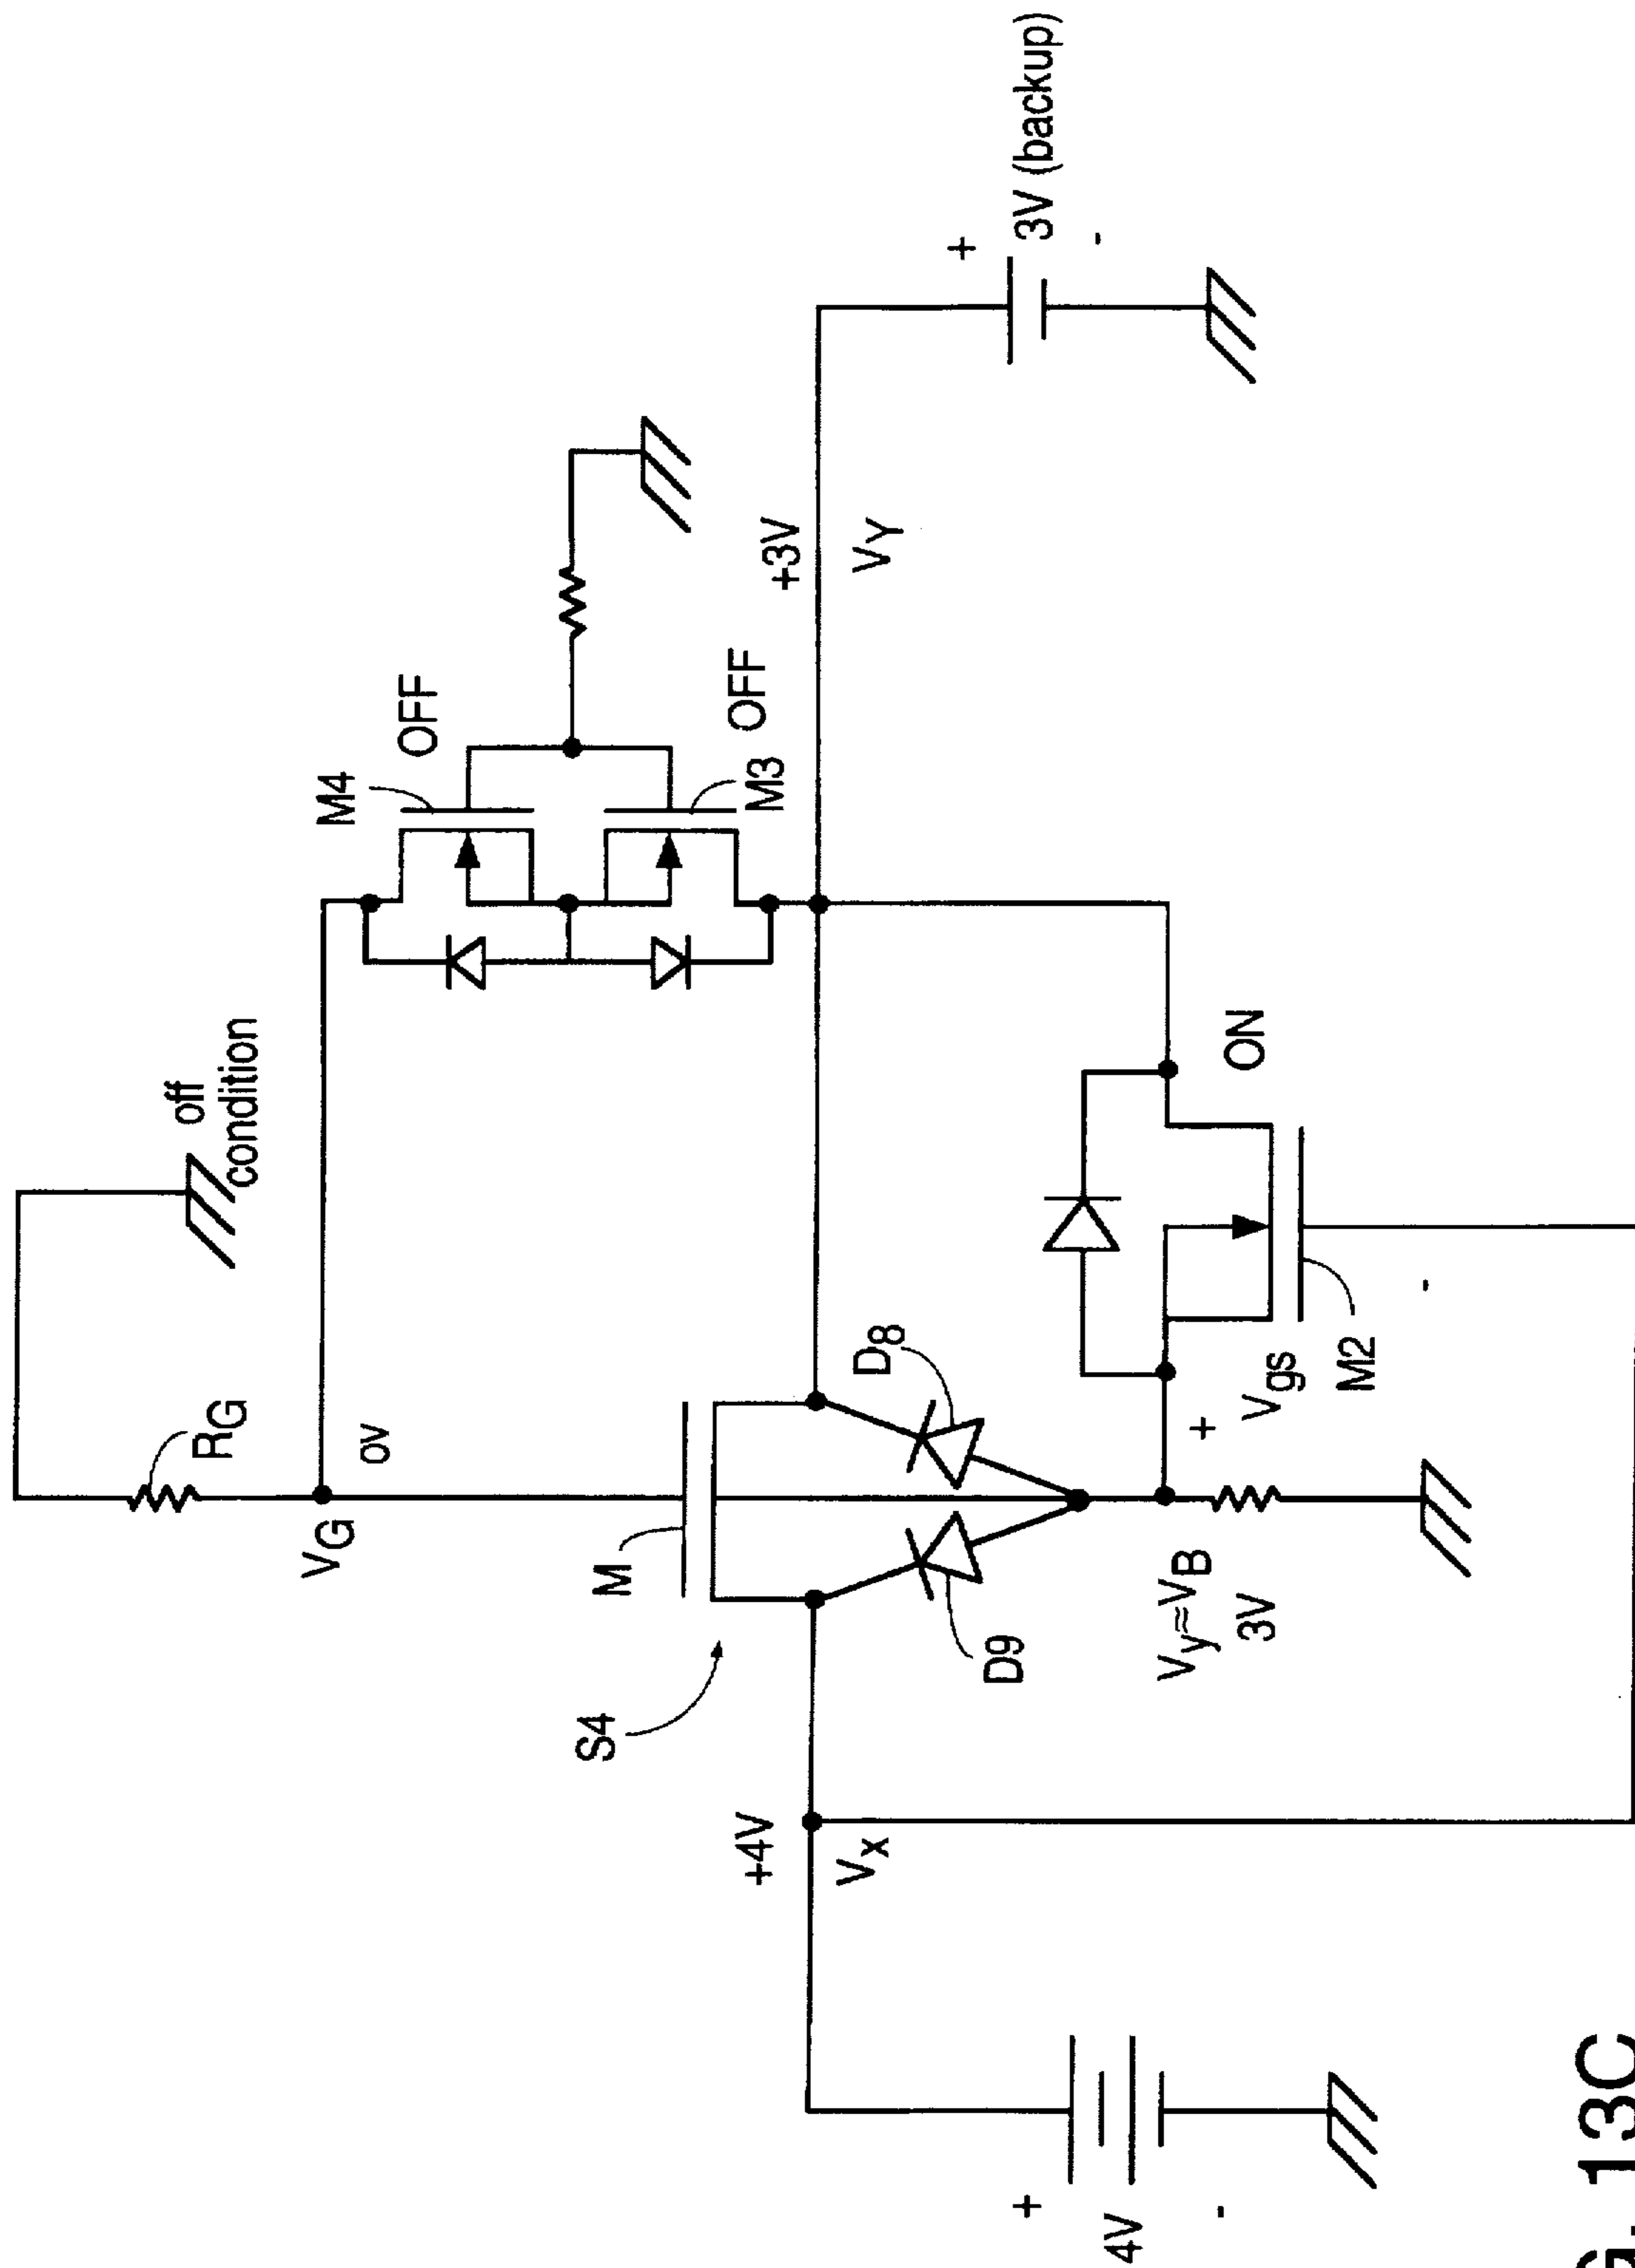 off
condition
RG
VG
ov
M4
OFF
OFF
M3
+3V
VY
+
3V (backup)
-
M
S4
D8
D9
+4V
VX
Vy≈VB
3V
+
Vgs
-
M2
ON
+
4V
-
G. 13C